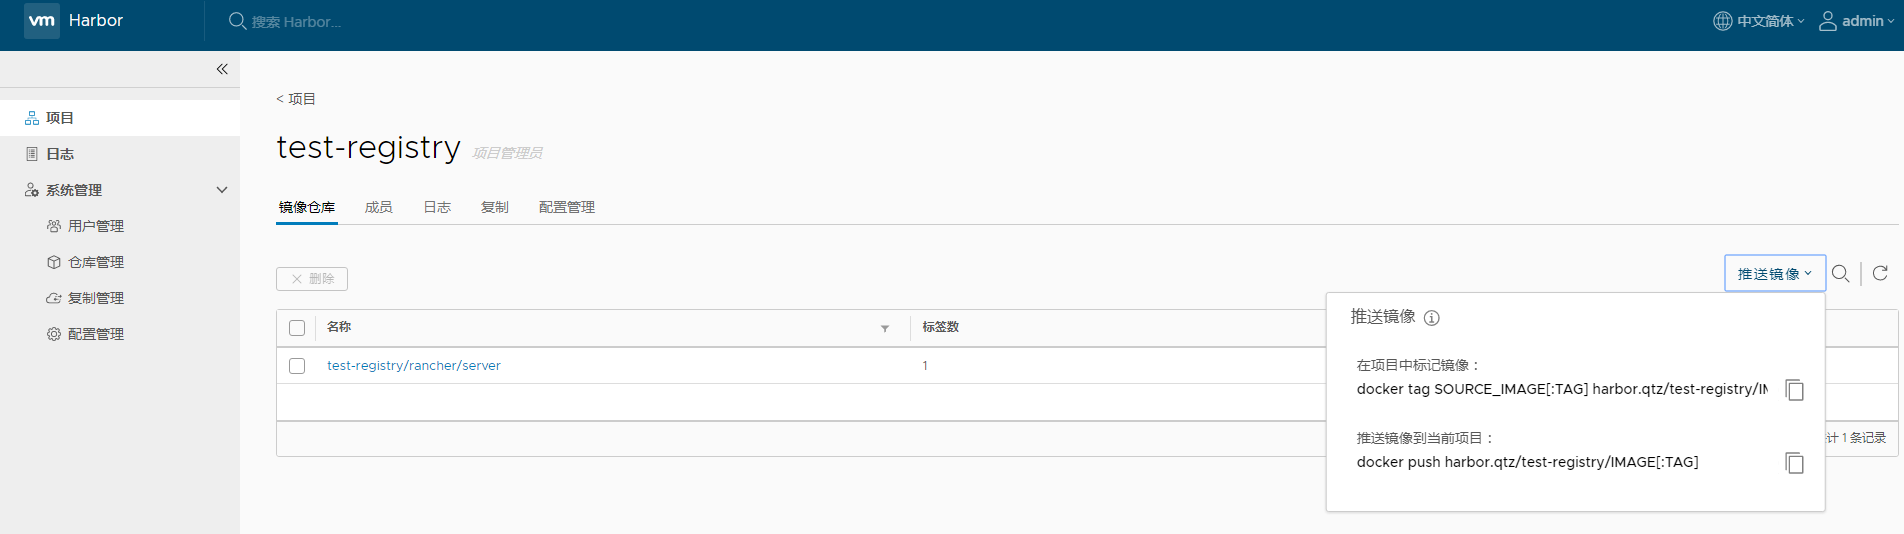 vm Harbor
搜索 Harbor...
中文简体
admin
项目
日志
系统管理
用户管理
仓库管理
复制管理
配置管理
< 项目
test-registry 项目管理员
镜像仓库 成员 日志 复制 配置管理
删除
推送镜像
名称 标签数
test-registry/rancher/server 1
计 1 条记录
推送镜像
在项目中标记镜像：
docker tag SOURCE_IMAGE[:TAG] harbor.qtz/test-registry/IM
推送镜像到当前项目：
docker push harbor.qtz/test-registry/IMAGE[:TAG]